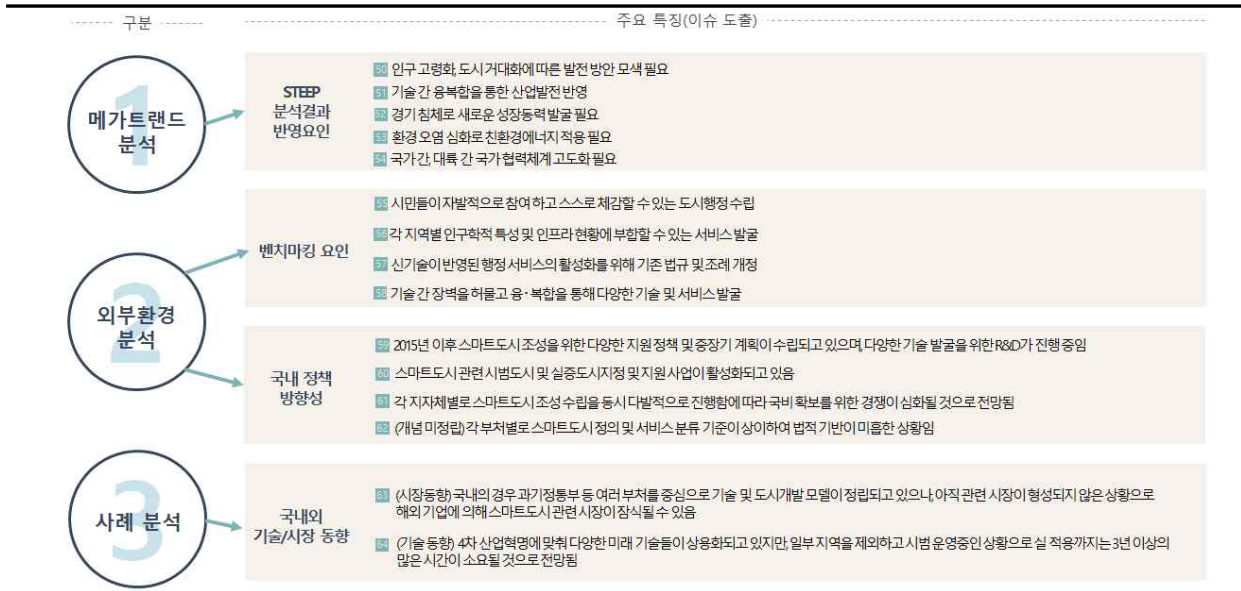 구분
주요 특징(이슈 도출)
1
메가트랜드
분석
STEEP
분석결과
반영요인
50 인구 고령화, 도시 거대화에 따른 발전 방안 모색 필요
51 기술 간 융복합을 통한 산업발전 반영
52 경기 침체로 새로운 성장동력 발굴 필요
53 환경 오염 심화로 친환경에너지 적용 필요
54 국가 간, 대륙 간 국가 협력체계 고도화 필요
2
외부환경
분석
벤치마킹 요인
55 시민들이 자발적으로 참여 하고 스스로 체감할 수 있는 도시행정 수립
56 각 지역별 인구학적 특성 및 인프라 현황에 부합할 수 있는 서비스 발굴
57 신기술이 반영된 행정 서비스의 활성화를 위해 기존 법규 및 조례 개정
58 기술 간 장벽을 허물고 융·복합을 통해 다양한 기술 및 서비스 발굴
국내 정책
방향성
59 2015년 이후 스마트도시 조성을 위한 다양한 지원 정책 및 중장기 계획이 수립되고 있으며, 다양한 기술 발굴을 위한 R&D가 진행 중임
60 스마트도시 관련 시범도시 및 실증도시 지정 및 지원 사업이 활성화되고 있음
61 각 지자체별로 스마트도시 조성 수립을 동시 다발적으로 진행함에 따라 국비 확보를 위한 경쟁이 심화될 것으로 전망됨
62 (개념 미정립) 각 부처별로 스마트도시 정의 및 서비스 분류 기준이 상이하여 법적 기반이 미흡한 상황임
3
사례 분석
국내외
기술/시장 동향
63 (시장동향) 국내의 경우 과기정통부 등 여러 부처를 중심으로 기술 및 도시개발 모델이 정립되고 있으나, 아직 관련 시장이 형성되지 않은 상황으로
해외 기업에 의해 스마트도시 관련 시장이 잠식될 수 있음
64 (기술 동향) 4차 산업혁명에 맞춰 다양한 미래 기술들이 상용화되고 있지만, 일부 지역을 제외하고 시범 운영중인 상황으로 실 적용까지는 3년 이상의
많은 시간이 소요될 것으로 전망됨